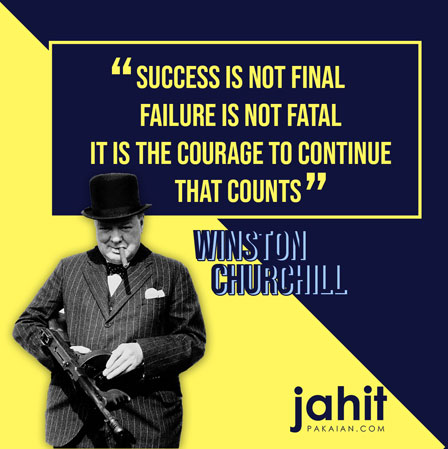 “SUCCESS IS NOT FINAL
FAILURE IS NOT FATAL
IT IS THE COURAGE TO CONTINUE
THAT COUNTS”
WINSTON
CHURCHILL
jahit
PAKAIAN.COM